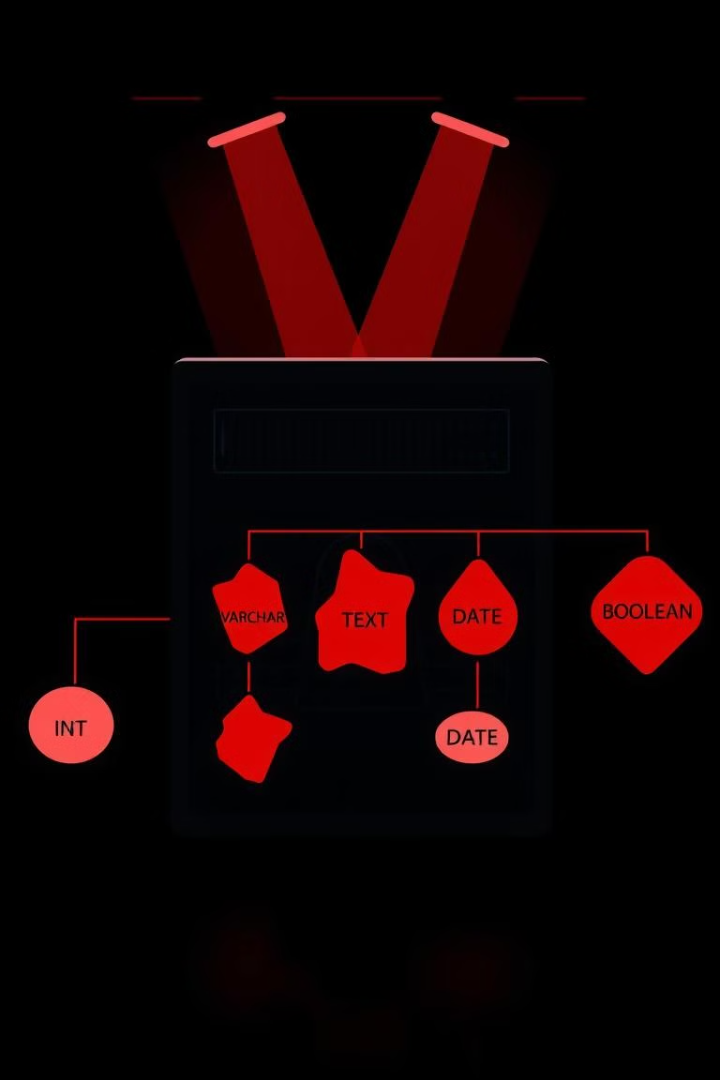 VARCHAR
TEXT
DATE
BOOLEAN
INT
DATE